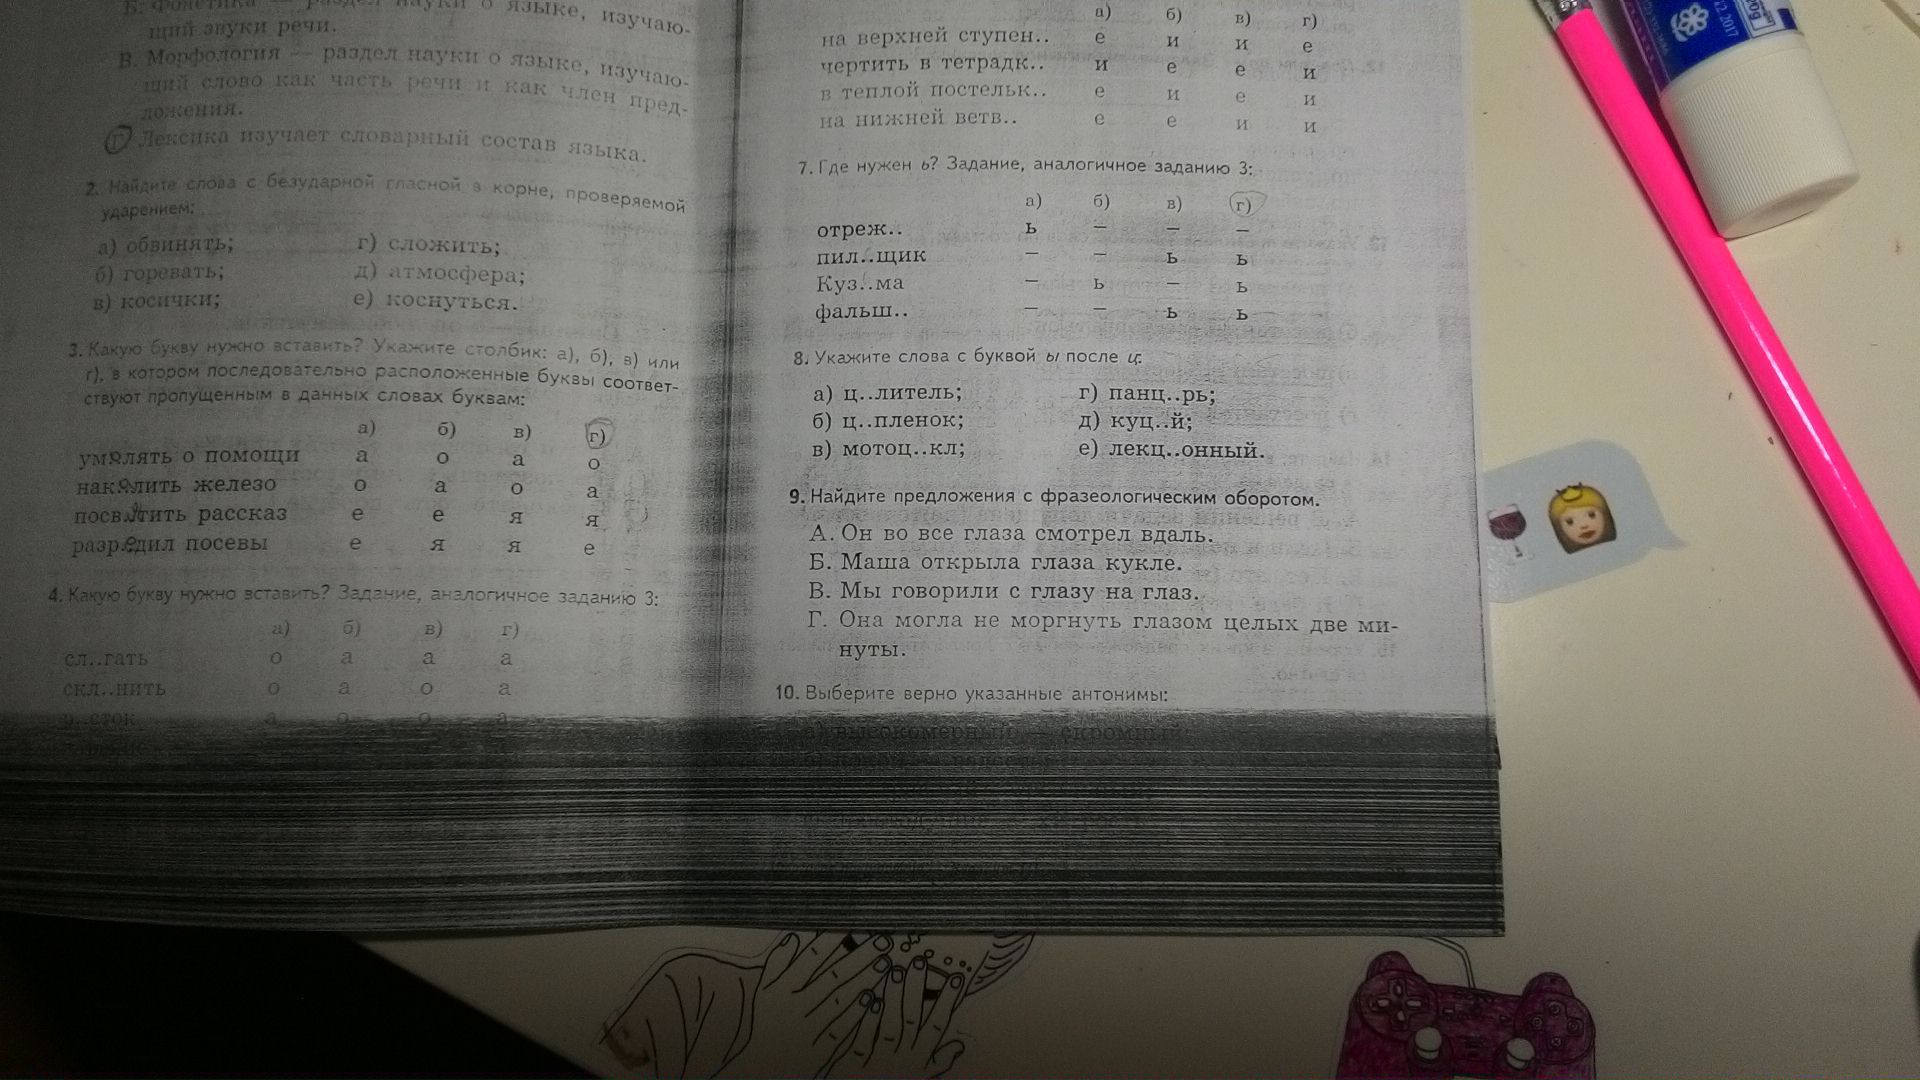 Б. Фонетика — раздел науки о языке, изучаю-
щий звуки речи.
В. Морфология — раздел науки о языке, изучаю-
щий слово как часть речи и как член пред-
ложения.
Г. Лексика изучает словарный состав языка.
2. Найдите слова с безударной гласной в корне, проверяемой
ударением:
а) обвинять; г) сложить;
б) горевать; д) атмосфера;
в) косички; е) коснуться.
3. Какую букву нужно вставить? Укажите столбик: а), б), в) или
г), в котором последовательно расположенные буквы соответ-
ствуют пропущенным в данных словах буквам:
а) б) в) г)
умолять о помощи а о а о
накалить железо о а о а
посвятить рассказ е е я я
разредил посевы е я я е
4. Какую букву нужно вставить? Задание, аналогичное заданию 3:
а) б) в) г)
сл..гать о а а а
скл..нить о а о а
р..сток а о о а
а) б) в) г)
на верхней ступен.. е и и е
чертить в тетрадк.. и е е и
в теплой постельк.. е и е и
на нижней ветв.. е е и и
7. Где нужен ь? Задание, аналогичное заданию 3:
а) б) в) г)
отреж.. ь – – –
пил..щик – – ь ь
Куз..ма – ь – ь
фальш.. – – ь ь
8. Укажите слова с буквой ы после ц:
а) ц..литель; г) панц..рь;
б) ц..пленок; д) куц..й;
в) мотоц..кл; е) лекц..онный.
9. Найдите предложения с фразеологическим оборотом.
А. Он во все глаза смотрел вдаль.
Б. Маша открыла глаза кукле.
В. Мы говорили с глазу на глаз.
Г. Она могла не моргнуть глазом целых две ми-
нуты.
10. Выберите верно указанные антонимы:
а) высокомерный — скромный;